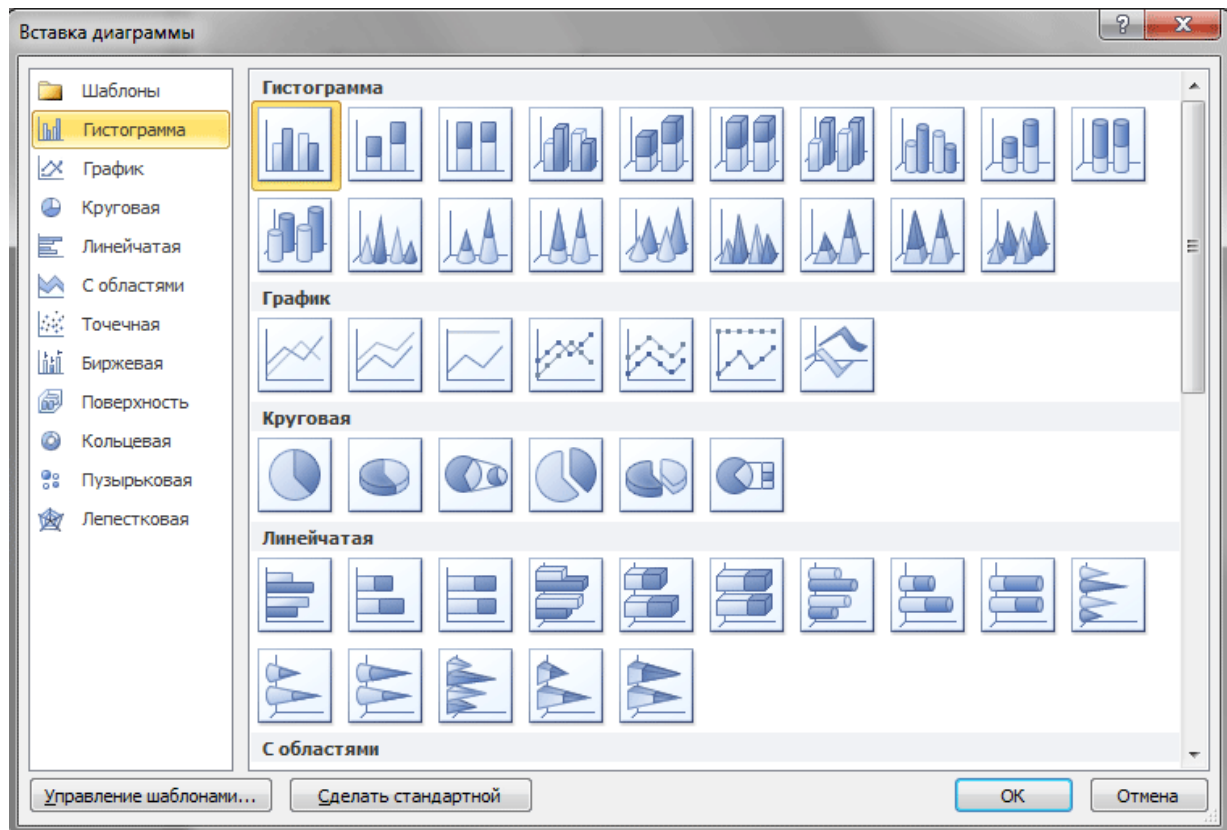 Вставка диаграммы
?
Шаблоны
Гистограмма
График
Круговая
Линейчатая
С областями
Точечная
Биржевая
Поверхность
Кольцевая
Пузырьковая
Лепестковая
Гистограмма
График
Круговая
Линейчатая
С областями
Управление шаблонами...
Сделать стандартной
ОК
Отмена